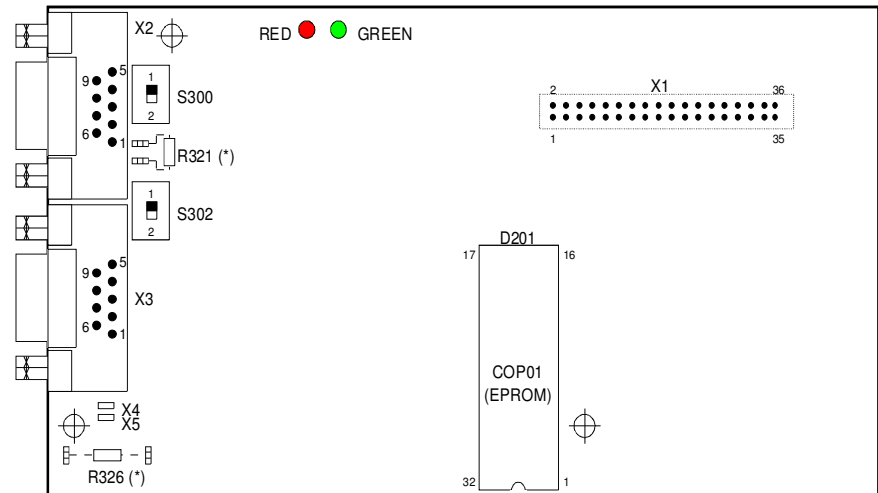 X2
RED
GREEN
5
9
6
1
1
S300
2
R321 (*)
1
S302
2
X1
2
36
1
35
5
9
X3
6
1
D201
17
16
COP01
(EPROM)
32
1
X4
X5
R326 (*)